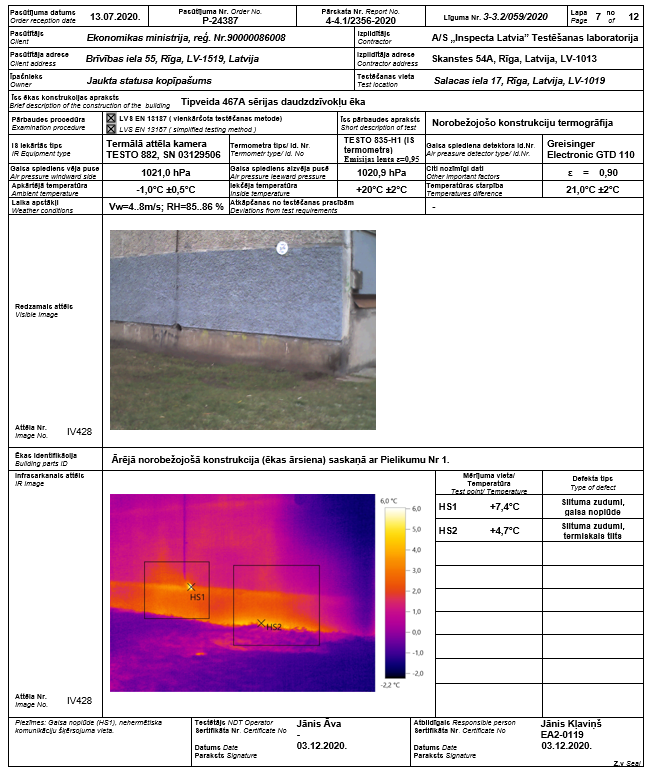 Pasūtījuma datums 13.07.2020. Pasūtījuma Nr. Order No. Pārskata Nr. Report No. Līguma Nr. 3-3.2/059/2020 Lapa 7 no 12
Order reception date P-24387 4-4.1/2356-2020 Page of
Pasūtītājs Ekonomikas ministrija, reģ. Nr.90000086008 Izpildītājs A/S „Inspecta Latvia” Testēšanas laboratorija
Client Contractor
Pasūtītāja adrese Brīvības iela 55, Rīga, LV-1519, Latvija Izpildītāja adrese Skanstes 54A, Rīga, Latvija, LV-1013
Client address Contractor address
Īpašnieks Jaukta statusa kopīpašums Testēšanas vieta Salacas iela 17, Rīga, Latvija, LV-1019
Owner Test location
Īss ēkas konstrukcijas apraksts Tipveida 467A sērijas daudzdzīvokļu ēka
Brief description of the construction of the building
Pārbaudes procedūra LVS EN 13187 ( vienkāršota testēšanas metode) Īss pārbaudes apraksts Norobežojošo konstrukciju termogrāfija
Examination procedure LVS EN 13187 ( simplified testing method ) Short description of test
IS iekārtas tips Termālā attēla kamera Termometra tips/ Id. Nr. TESTO 835-H1 (IS termometrs) Gaisa spiediena detektora Id.Nr. Greisinger
IR Equipment type TESTO 882, SN 03129506 Termometor type/ Id. No Emisijas lenta ε=0,95 Air pressure detector type/ Id.Nr. Electronic GTD 110
Gaisa spiediens vēja pusē 1021,0 hPa Gaisa spiediens aizvēja pusē 1020,9 hPa Citi nozīmīgi dati ε = 0,90
Air pressure windward side Air pressure leeward pressure Other important factors
Apkārtējā temperatūra -1,0°C ±0,5°C Iekšējā temperatūra +20°C ±2°C Temperatūras starpība 21,0°C ±2°C
Ambient temperature Inside temperature Temperatures diference
Laika apstākļi Vw=4..8m/s; RH=85..86 % Atkāpšanas no testēšanas prasībām -
Weather conditions Deviations from test requirements
Redzamais attēls
Visible Image
Attēla Nr. IV428
Image No.
Ēkas identifikācija Ārējā norobežojošā konstrukcija (ēkas ārsiena) saskaņā ar Pielikumu Nr 1.
Building parts ID
Infrasarkanais attēls
IR Image
Mērījuma vieta/ Temperatūra Defekta tips
Test point/ Temperature Type of defect
HS1 +7,4°C Siltuma zudumi, gaisa noplūde
HS2 +4,7°C Siltuma zudumi, termiskais tilts
6,0 °C
6,0
5,0
4,0
3,0
2,0
1,0
0,0
-1,0
-2,0
-2,2 °C
HS1
HS2
Attēla Nr. IV428
Image No.
Piezīmes: Gaisa noplūde (HS1), nehermētiska
komunikāciju šķērsojuma vieta.
Testētājs NDT Operator Jānis Āva Atbildīgais Responsible person Jānis Kļaviņš
Sertifikāta Nr. Certificate No - Sertifikāta Nr. Certificate No EA2-0119
Datums Date 03.12.2020. Datums Date 03.12.2020.
Paraksts Signature Paraksts Signature
Z.v Seal